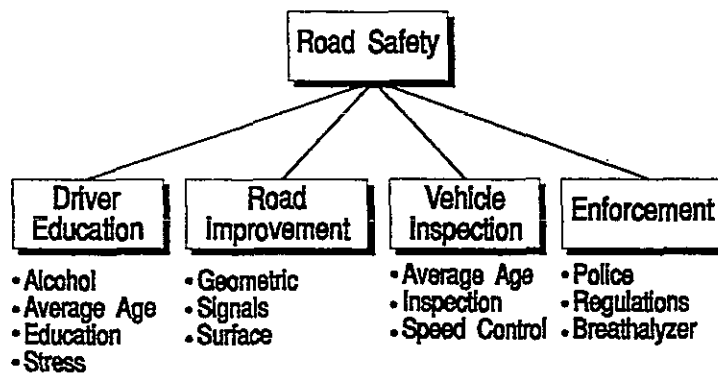 Road Safety
Driver
Education
• Alcohol
• Average Age
• Education
• Stress
Road
Improvement
• Geometric
• Signals
• Surface
Vehicle
Inspection
• Average Age
• Inspection
• Speed Control
Enforcement
• Police
• Regulations
• Breathalyzer